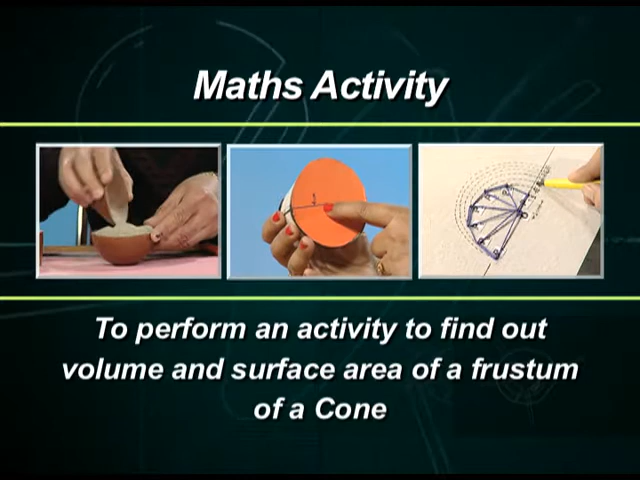 Maths Activity
To perform an activity to find out
volume and surface area of a frustum
of a Cone